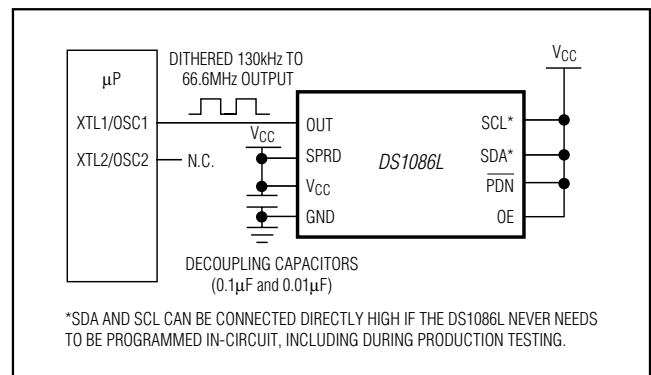 DITHERED 130kHz TO
66.6MHz OUTPUT
VCC
μP
XTL1/OSC1
XTL2/OSC2
N.C.
VCC
OUT
SPRD
VCC
GND
DS1086L
SCL*
SDA*
PDN
OE
DECOUPLING CAPACITORS
(0.1μF and 0.01μF)
*SDA AND SCL CAN BE CONNECTED DIRECTLY HIGH IF THE DS1086L NEVER NEEDS
TO BE PROGRAMMED IN-CIRCUIT, INCLUDING DURING PRODUCTION TESTING.